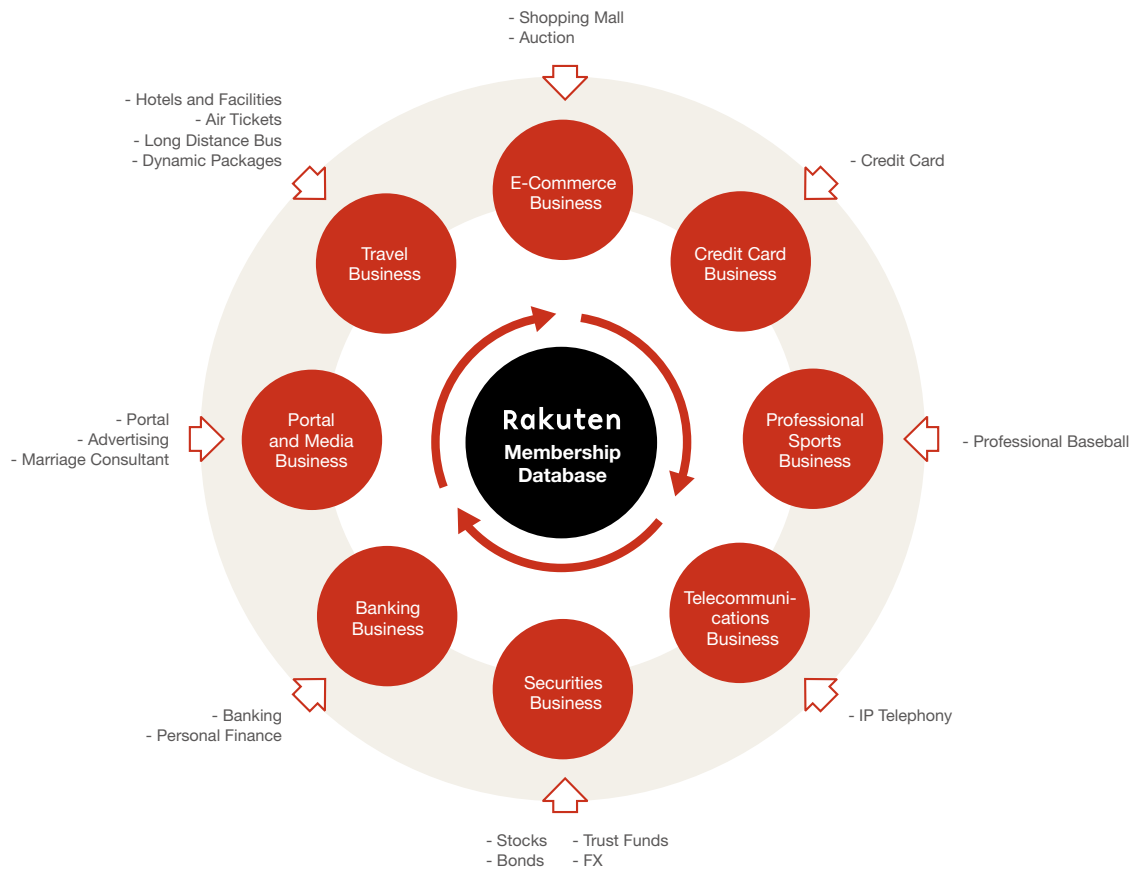 - Shopping Mall
- Auction
- Hotels and Facilities
- Air Tickets
- Long Distance Bus
- Dynamic Packages
- Credit Card
E-Commerce
Business
Travel
Business
Credit Card
Business
Rakuten
Membership
Database
Portal
and Media
Business
Professional
Sports
Business
- Portal
- Advertising
- Marriage Consultant
- Professional Baseball
Banking
Business
Telecommuni-
cations
Business
Securities
Business
- Banking
- Personal Finance
- IP Telephony
- Stocks
- Bonds
- Trust Funds
- FX